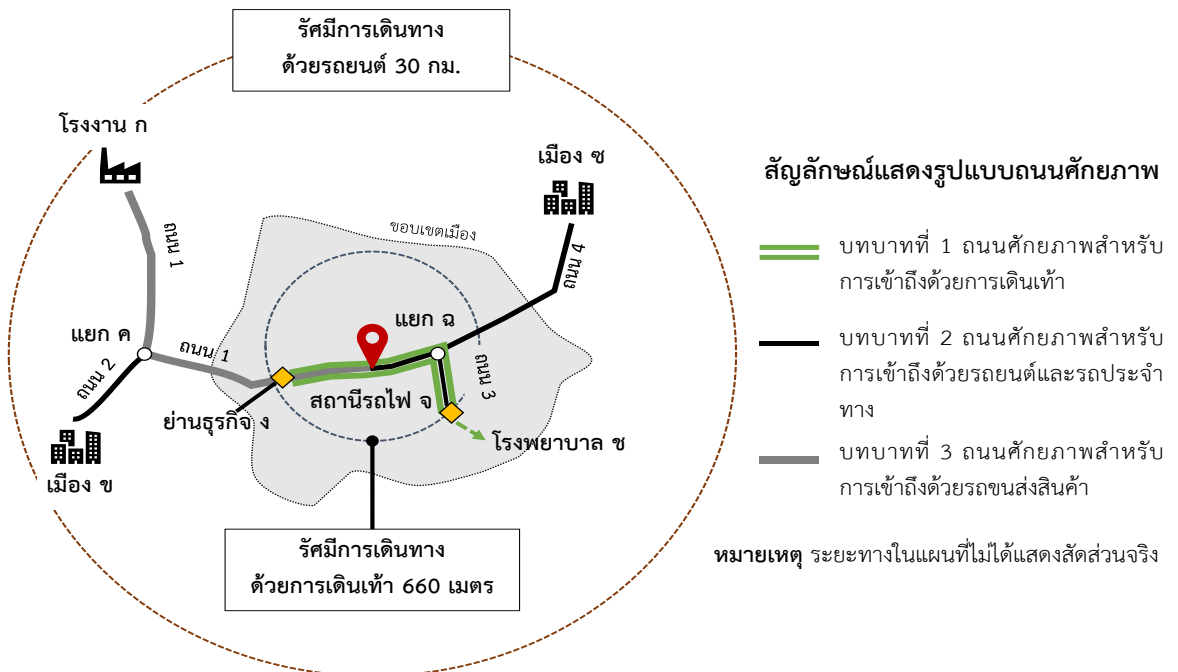 รัศมีการเดินทาง
ด้วยรถยนต์ 30 กม.
โรงงาน ก
เมือง ซ
ถนน 1
ขอบเขตเมือง
ถนน 4
แยก ค
แยก ฉ
ถนน 1
ถนน 2
ถนน 3
สถานีรถไฟ จ
ย่านธุรกิจ ง
โรงพยาบาล ช
เมือง ข
รัศมีการเดินทาง
ด้วยการเดินเท้า 660 เมตร
สัญลักษณ์แสดงรูปแบบถนนศักยภาพ
บทบาทที่ 1 ถนนศักยภาพสำหรับ
การเข้าถึงด้วยการเดินเท้า
บทบาทที่ 2 ถนนศักยภาพสำหรับ
การเข้าถึงด้วยรถยนต์และรถประจำ
ทาง
บทบาทที่ 3 ถนนศักยภาพสำหรับ
การเข้าถึงด้วยรถขนส่งสินค้า
หมายเหตุ ระยะทางในแผนที่ไม่ได้แสดงสัดส่วนจริง